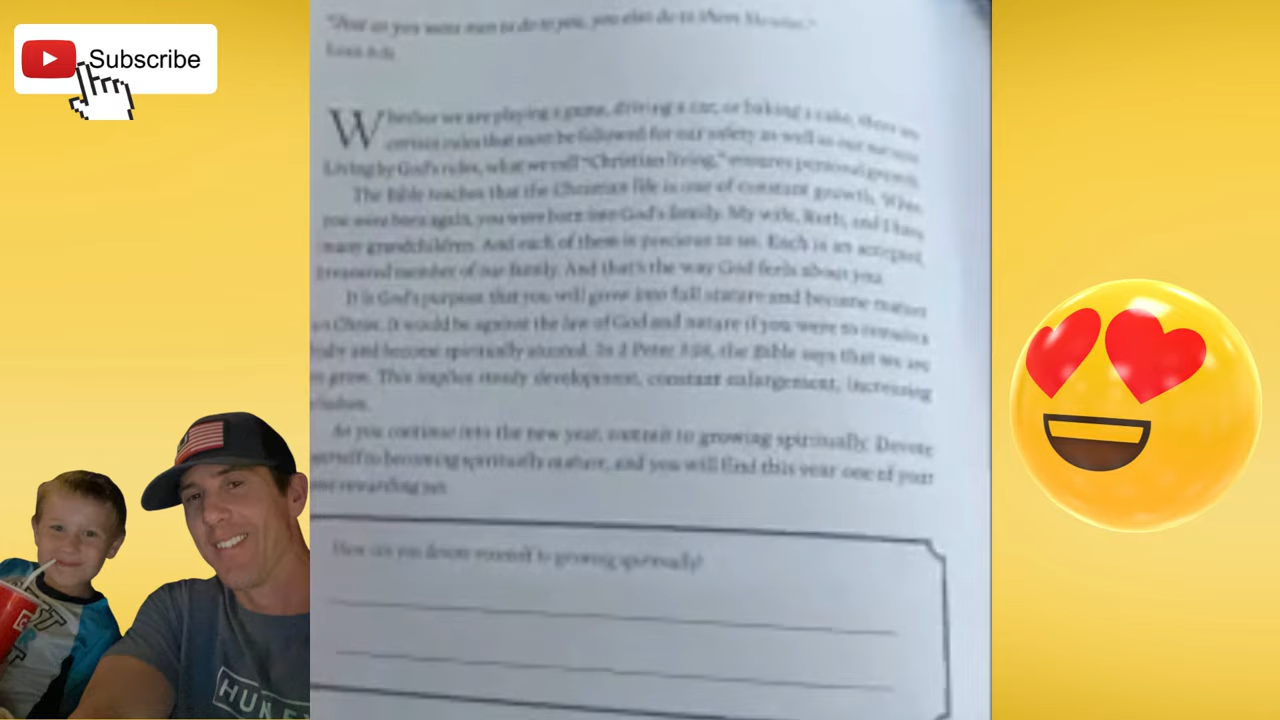 Subscribe
"Just as you want men to do to you, you also do to them likewise."
Luke 6:31
Whether we are playing a game, driving a car, or baking a cake, there are
certain rules that must be followed for our safety as well as our
Living by God's rules, what we call "Christian living," ensures personal growth.
The Bible teaches that the Christian life is one of constant growth. When
you were born again, you were born into God's family. My wife, Ruth, and I have
many grandchildren. And each of them is precious to us. Each is an accepted,
treasured member of our family. And that's the way God feels about you.
It is God's purpose that you will grow into full stature and become mature
in Christ. It would be against the law of God and nature if you were to remain a
baby and become spiritually stunted. In 2 Peter 3:18, the Bible says that we are
to grow. This implies steady development, constant enlargement, increasing
wisdom.
As you continue into the new year, commit to growing spiritually. Devote
yourself to becoming spiritually mature, and you will find this year one of your
most rewarding yet.
How can you devote yourself to growing spiritually?
HUN